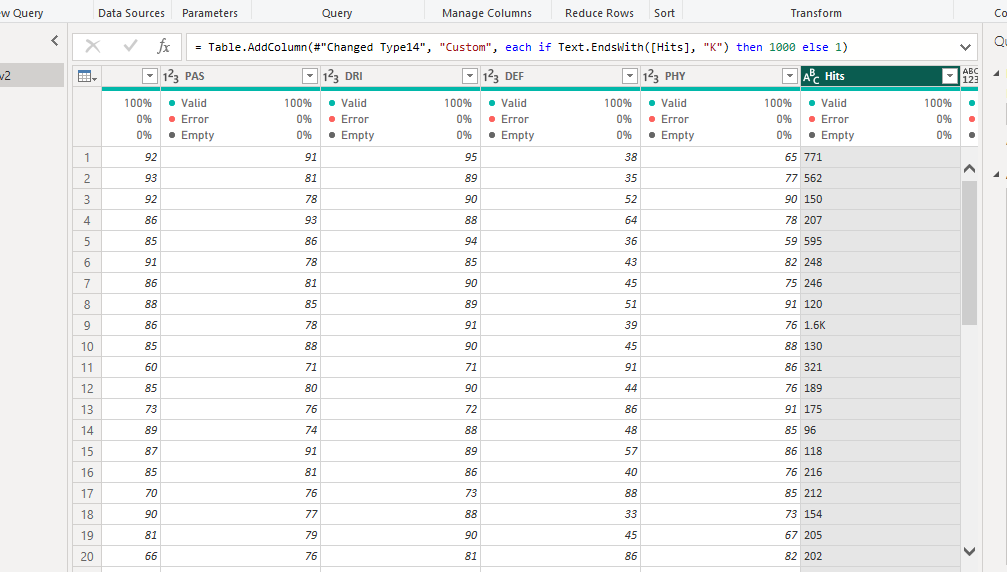 ew Query Data Sources Parameters Query Manage Columns Reduce Rows Sort Transform Co
fx = Table.AddColumn(#"Changed Type14", "Custom", each if Text.EndsWith([Hits], "K") then 1000 else 1) Qu
v2
1²3 PAS 1²3 DRI 1²3 DEF 1²3 PHY ABC Hits ABC 123
100% Valid 100% Valid 100% Valid 100% Valid 100% Valid 100%
0% Error 0% Error 0% Error 0% Error 0% Error 0%
0% Empty 0% Empty 0% Empty 0% Empty 0% Empty 0%
1 92 91 95 38 65 771
2 93 81 89 35 77 562
3 92 78 90 52 90 150
4 86 93 88 64 78 207
5 85 86 94 36 59 595
6 91 78 85 43 82 248
7 86 81 90 45 75 246
8 88 85 89 51 91 120
9 86 78 91 39 76 1.6K
10 85 88 90 45 88 130
11 60 71 71 91 86 321
12 85 80 90 44 76 189
13 73 76 72 86 91 175
14 89 74 88 48 85 96
15 87 91 89 57 86 118
16 85 81 86 40 76 216
17 70 76 73 88 85 212
18 90 77 88 33 73 154
19 81 79 90 45 67 205
20 66 76 81 86 82 202